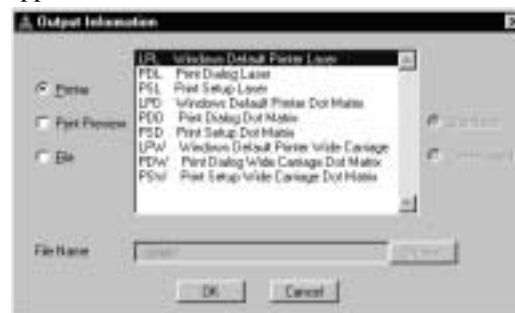 Output Information
LPL Windows Default Printer Laser
PDL Print Dialog Laser
PSL Print Setup Laser
LPD Windows Default Printer Dot Matrix
PDD Print Dialog Dot Matrix
PSD Print Setup Dot Matrix
LPW Windows Default Printer Wide Carriage
PDW Print Dialog Wide Carriage Dot Matrix
PSW Print Setup Wide Carriage Dot Matrix
Printer
Print Preview
File
File Name
OK Cancel